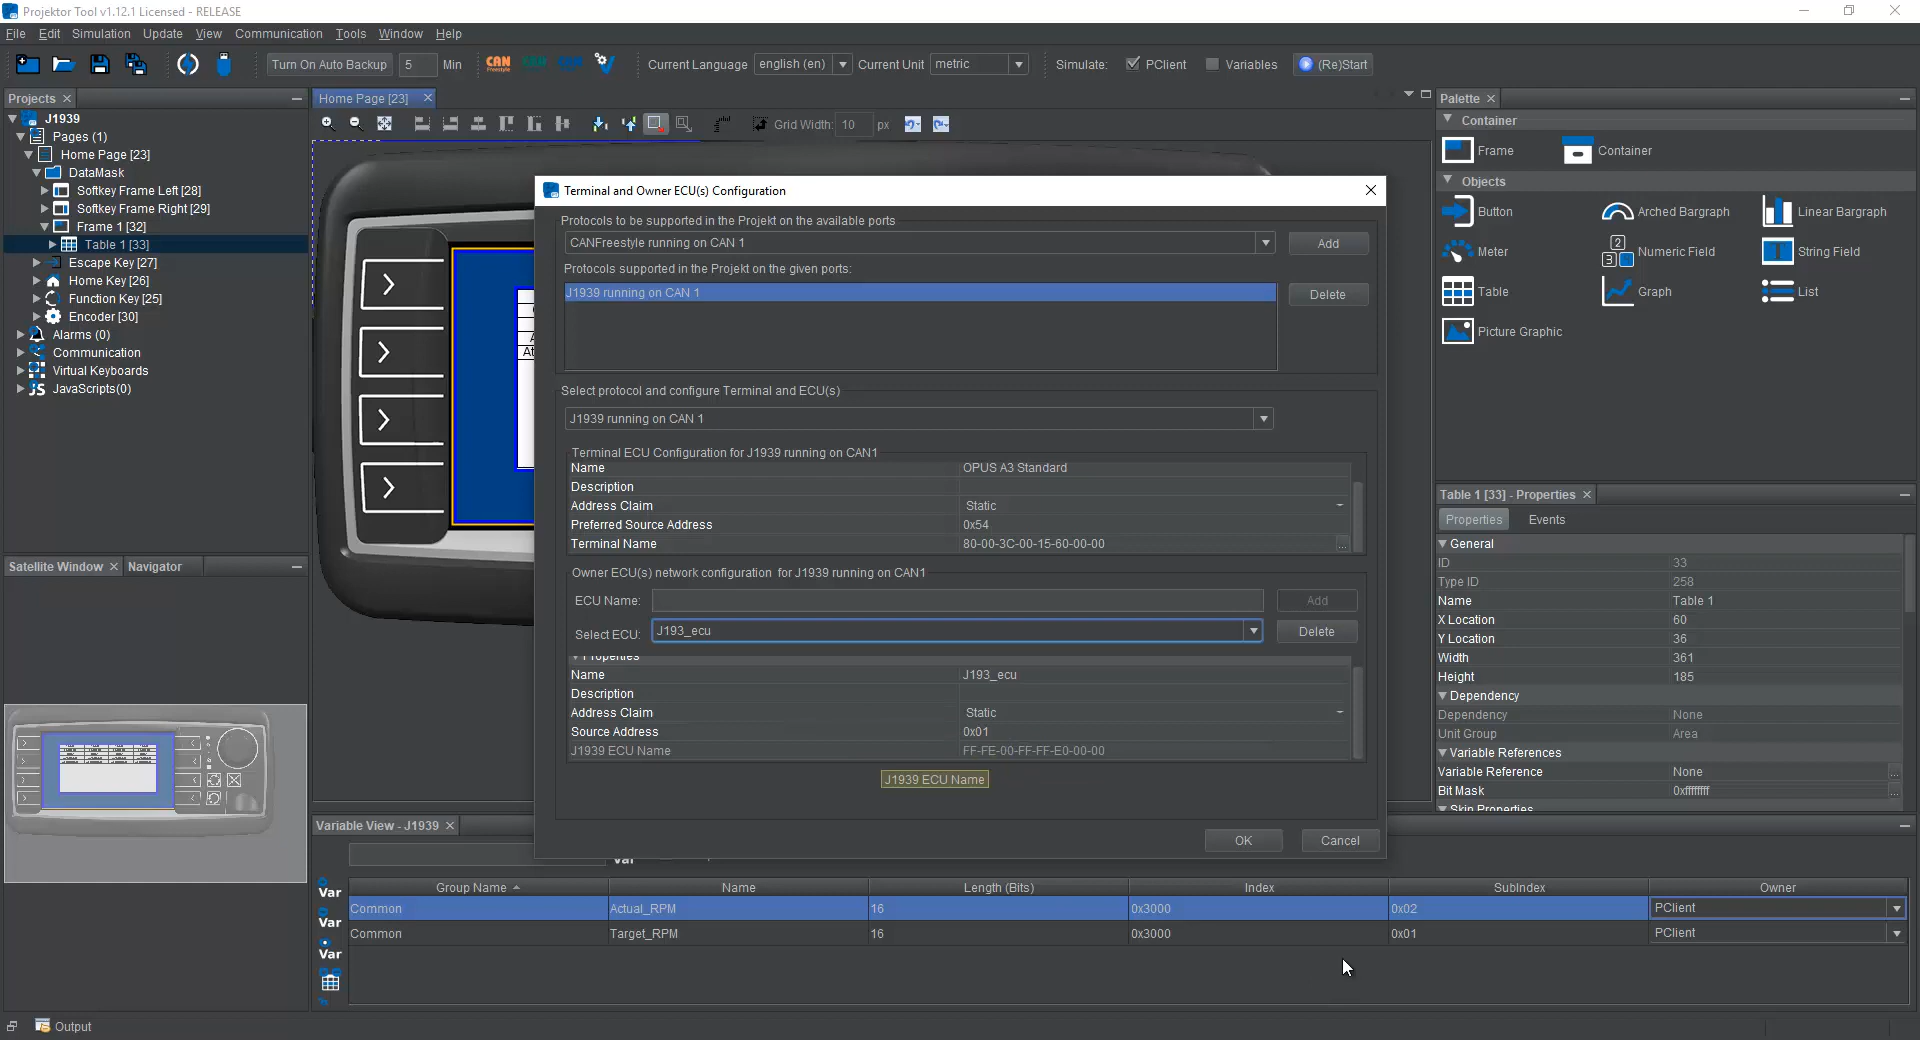 Projektor Tool v1.12.1 Licensed - RELEASE
File Edit Simulation Update View Communication Tools Window Help
Turn On Auto Backup 5 Min CAN Current Language english (en) Current Unit metric Simulate: PClient Variables (Re)Start
Projects
J1939
Pages (1)
Home Page [23]
DataMask
Softkey Frame Left [28]
Softkey Frame Right [29]
Frame 1 [32]
Table 1 [33]
Escape Key [27]
Home Key [26]
Function Key [25]
Encoder [30]
Alarms (0)
Communication
Virtual Keyboards
JavaScripts(0)
Satellite Window Navigator
Home Page [23]
Grid Width: 10 px
Terminal and Owner ECU(s) Configuration
Protocols to be supported in the Projekt on the available ports
CANFreestyle running on CAN 1 Add
Protocols supported in the Projekt on the given ports:
J1939 running on CAN 1 Delete
Select protocol and configure Terminal and ECU(s)
J1939 running on CAN 1
Terminal ECU Configuration for J1939 running on CAN1
Name OPUS A3 Standard
Description
Address Claim Static
Preferred Source Address 0x54
Terminal Name 80-00-3C-00-15-60-00-00
...
Owner ECU(s) network configuration for J1939 running on CAN1
ECU Name: Add
Select ECU: J193_ecu Delete
Properties
Name J193_ecu
Description
Address Claim Static
Source Address 0x01
J1939 ECU Name FF-FE-00-FF-FF-E0-00-00
J1939 ECU Name
OK Cancel
Palette
Container
Frame Container
Objects
Button Arched Bargraph Linear Bargraph
Meter Numeric Field String Field
Table Graph List
Picture Graphic
Table 1 [33] - Properties
Properties Events
General
ID 33
Type ID 258
Name Table 1
X Location 60
Y Location 36
Width 361
Height 185
Dependency
Dependency None
Unit Group Area
Variable References
Variable Reference None ...
Bit Mask 0xffffffff ...
Skin Properties
Variable View - J1939
Var
Var
Var
Var
Group Name Name Length (Bits) Index SubIndex Owner
Common Actual_RPM 16 0x3000 0x02 PClient
Common Target_RPM 16 0x3000 0x01 PClient
Output